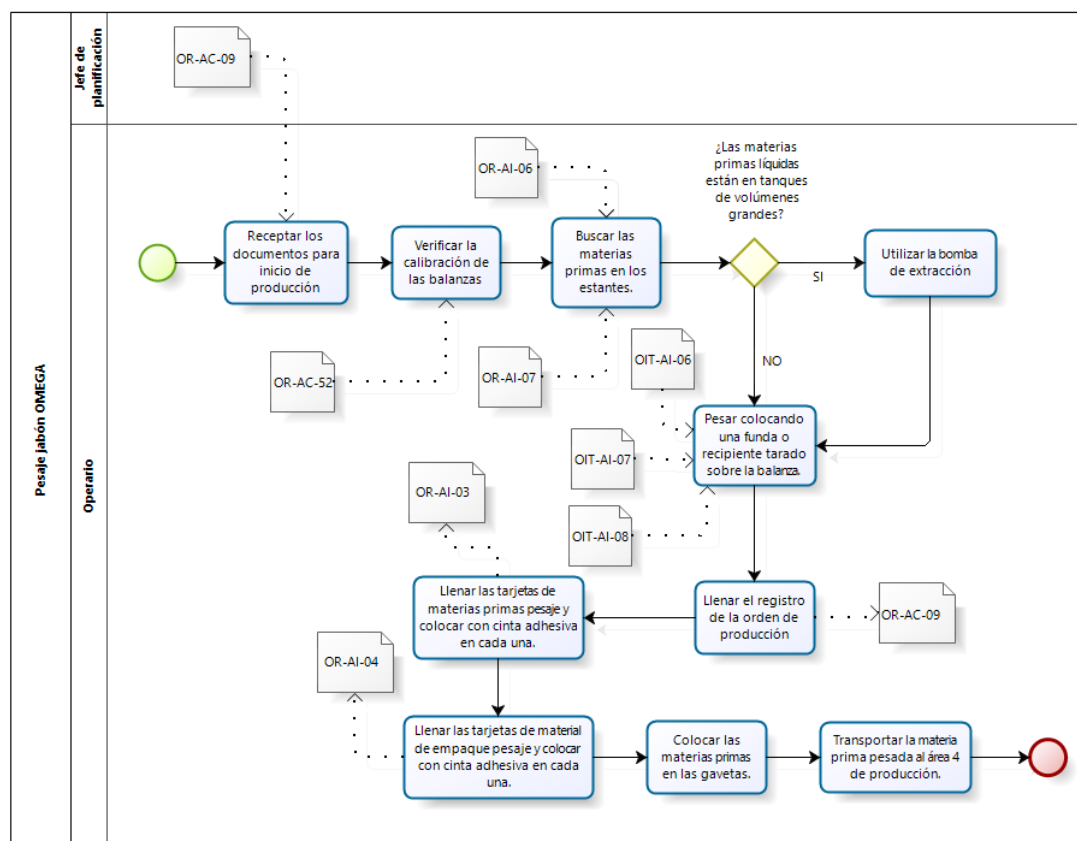 Pesaje jabón OMEGA
Jefe de
planificación
OR-AC-09
Operario
OR-AI-06
¿Las materias
primas líquidas
están en tanques
de volúmenes
grandes?
Receptar los
documentos para
inicio de
producción
Verificar la
calibración de
las balanzas
Buscar las
materias
primas en los
estantes.
SI
Utilizar la bomba
de extracción
OR-AC-52
OR-AI-07
OIT-AI-06
NO
Pesar colocando
una funda o
recipiente tarado
sobre la balanza.
OIT-AI-07
OIT-AI-08
OR-AI-03
Llenar las tarjetas de
materias primas pesaje y
colocar con cinta adhesiva
en cada una.
Llenar el registro
de la orden de
producción
OR-AC-09
OR-AI-04
Llenar las tarjetas de material
de empaque pesaje y colocar
con cinta adhesiva en cada
una.
Colocar las
materias primas
en las gavetas.
Transportar la materia
prima pesada al área 4
de producción.